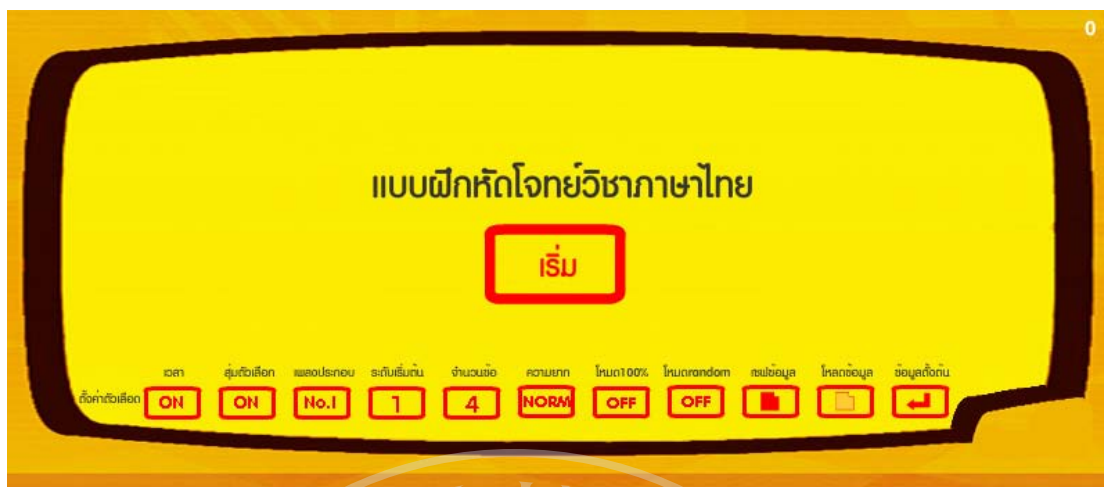 0
แบบฝึกหัดโจทย์วิชาภาษาไทย
เริ่ม
เวลา สุ่มตัวเลือก เพลงประกอบ ระดับเริ่มต้น จำนวนข้อ ความยาก โหมด100% โหมดrandom เซฟข้อมูล โหลดข้อมูล ข้อมูลตั้งต้น
ตั้งค่าตัวเลือก ON ON No.1 1 4 NORM OFF OFF